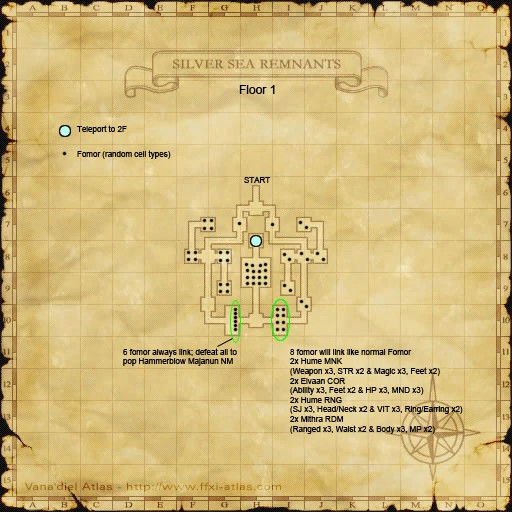 A B C D E F G H I J K L M N O
SILVER SEA REMNANTS
Floor 1
Teleport to 2F
Fomor (random cell types)
START
6 fomor always link; defeat all to
pop Hammerblow Majanun NM
8 fomor will link like normal Fomor
2x Hume MNK
(Weapon x3, STR x2 & Magic x3, Feet x2)
2x Elvaan COR
(Ability x3, Feet x2 & HP x3, MND x3)
2x Hume RNG
(SJ x3, Head/Neck x2 & VIT x3, Ring/Earring x2)
2x Mithra RDM
(Ranged x3, Waist x2 & Body x3, MP x2)
Vana'diel Atlas - http://www.ffxi-atlas.com